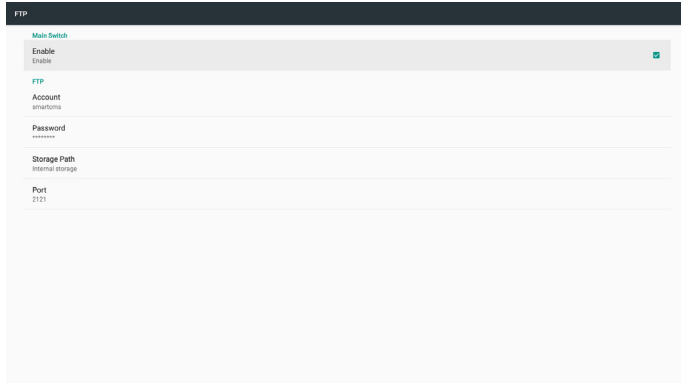 FTP
Main Switch
Enable
Enable
FTP
Account
smartcms
Password
********
Storage Path
Internal storage
Port
2121